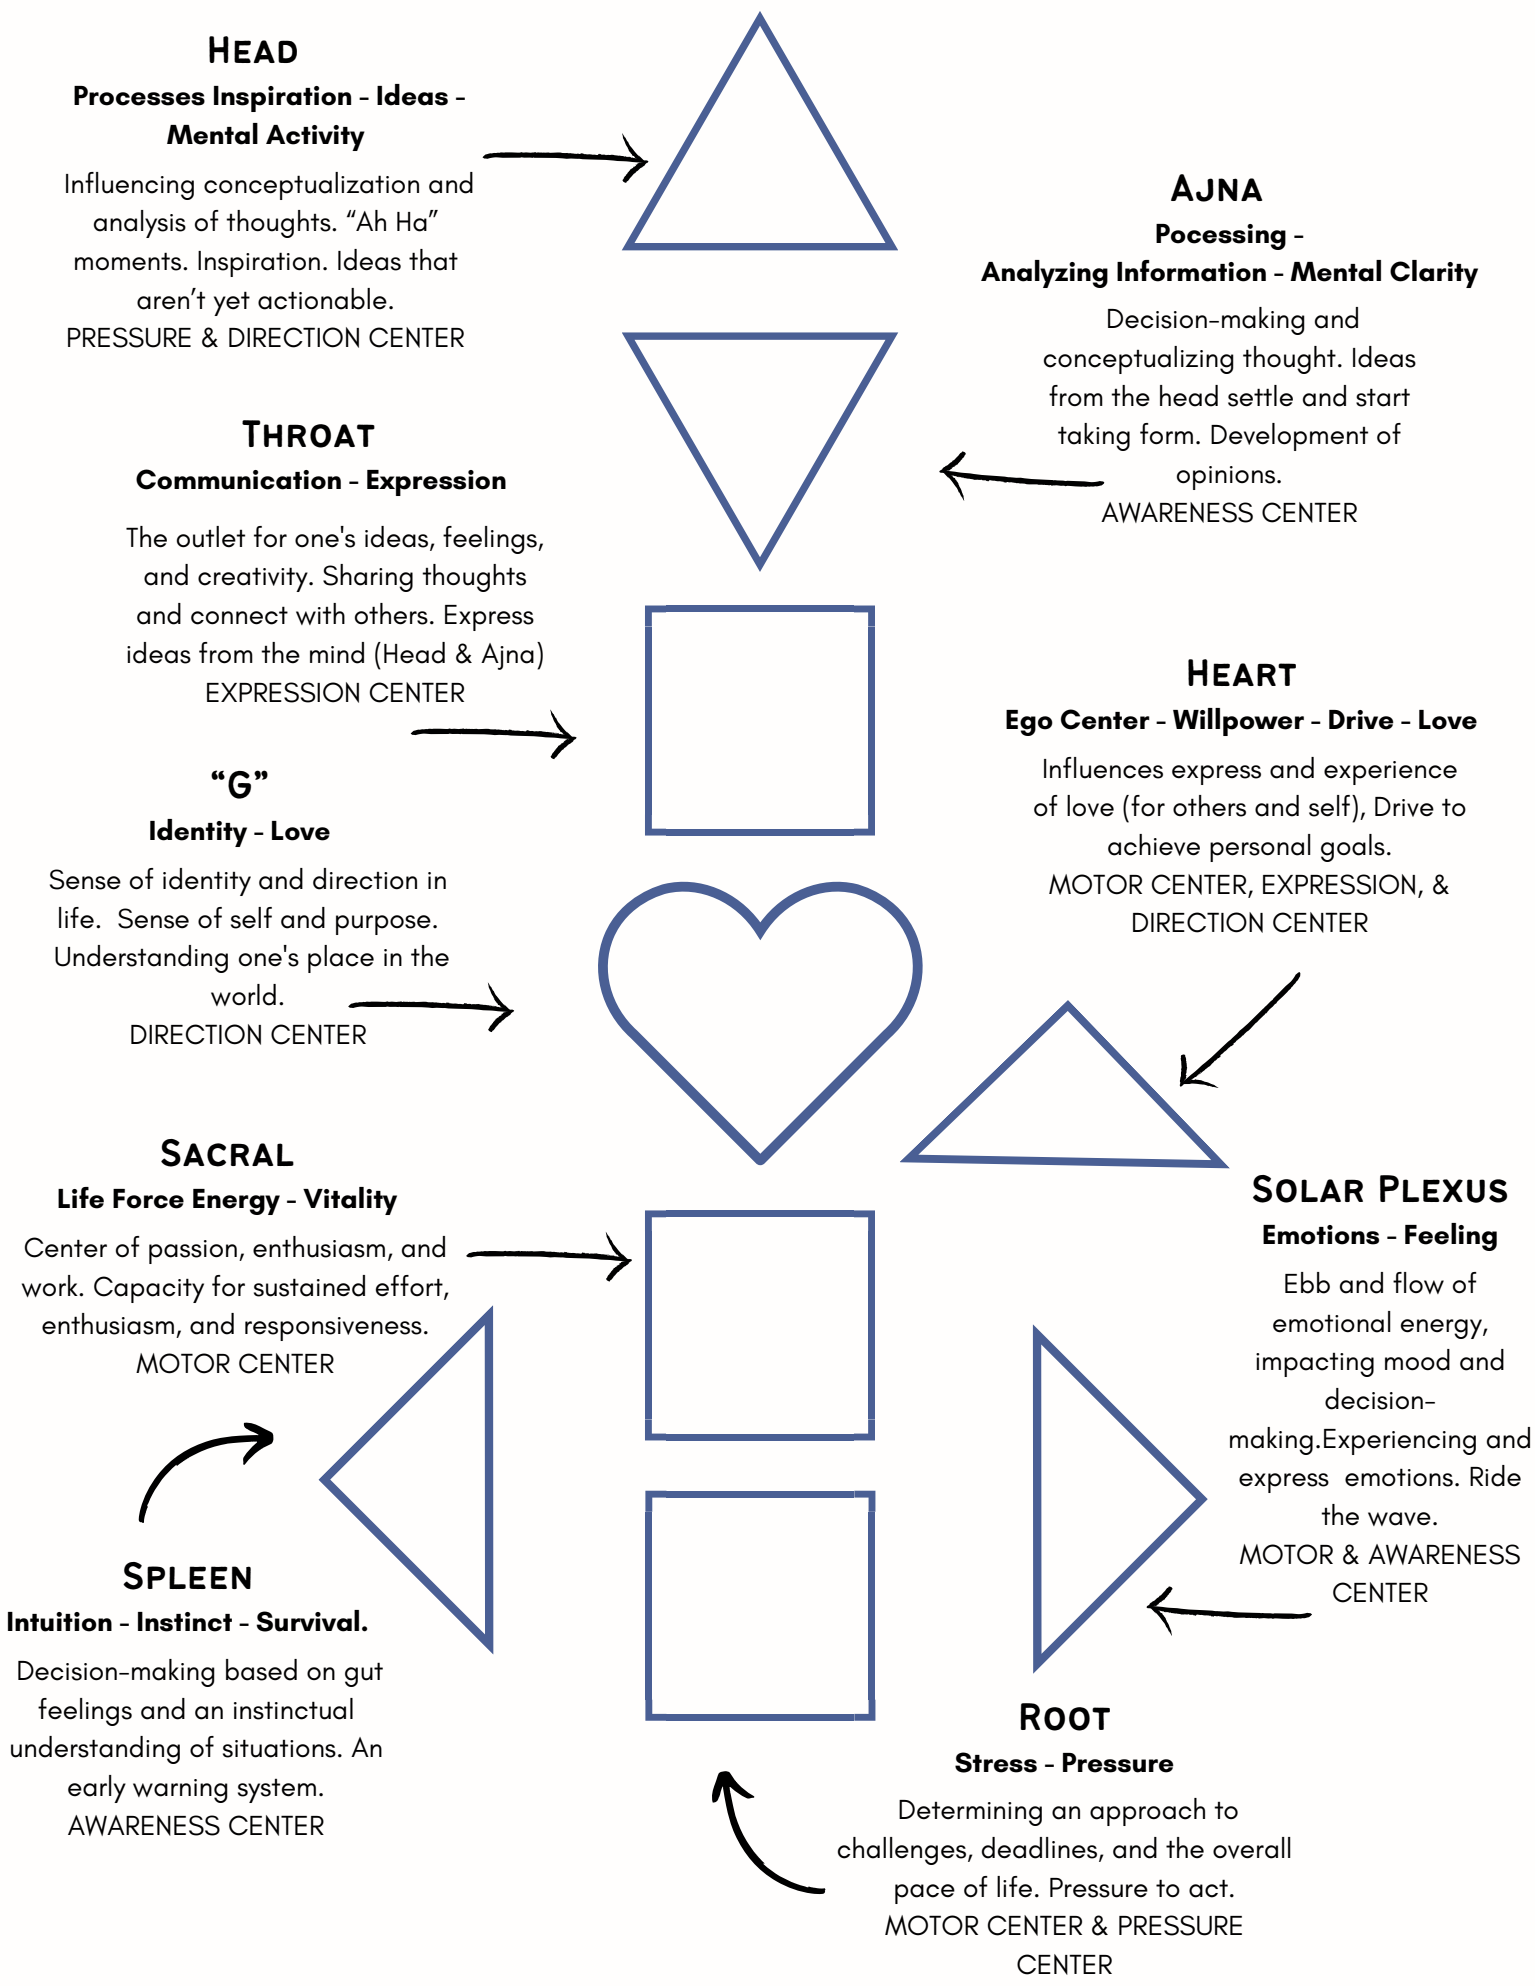 HEAD
Processes Inspiration - Ideas -
Mental Activity
Influencing conceptualization and
analysis of thoughts. “Ah Ha”
moments. Inspiration. Ideas that
aren’t yet actionable.
PRESSURE & DIRECTION CENTER
AJNA
Pocessing -
Analyzing Information - Mental Clarity
Decision-making and
conceptualizing thought. Ideas
from the head settle and start
taking form. Development of
opinions.
AWARENESS CENTER
THROAT
Communication - Expression
The outlet for one's ideas, feelings,
and creativity. Sharing thoughts
and connect with others. Express
ideas from the mind (Head & Ajna)
EXPRESSION CENTER
HEART
Ego Center - Willpower - Drive - Love
Influences express and experience
of love (for others and self), Drive to
achieve personal goals.
MOTOR CENTER, EXPRESSION, &
DIRECTION CENTER
“G”
Identity - Love
Sense of identity and direction in
life.  Sense of self and purpose.
Understanding one's place in the
world.
DIRECTION CENTER
SACRAL
Life Force Energy - Vitality
Center of passion, enthusiasm, and
work. Capacity for sustained effort,
enthusiasm, and responsiveness.
MOTOR CENTER
SOLAR PLEXUS
Emotions - Feeling
Ebb and flow of
emotional energy,
impacting mood and
decision-
making.Experiencing and
express  emotions. Ride
the wave.
MOTOR & AWARENESS
CENTER
SPLEEN
Intuition - Instinct - Survival.
Decision-making based on gut
feelings and an instinctual
understanding of situations. An
early warning system.
AWARENESS CENTER
ROOT
Stress - Pressure
Determining an approach to
challenges, deadlines, and the overall
pace of life. Pressure to act.
MOTOR CENTER & PRESSURE
CENTER